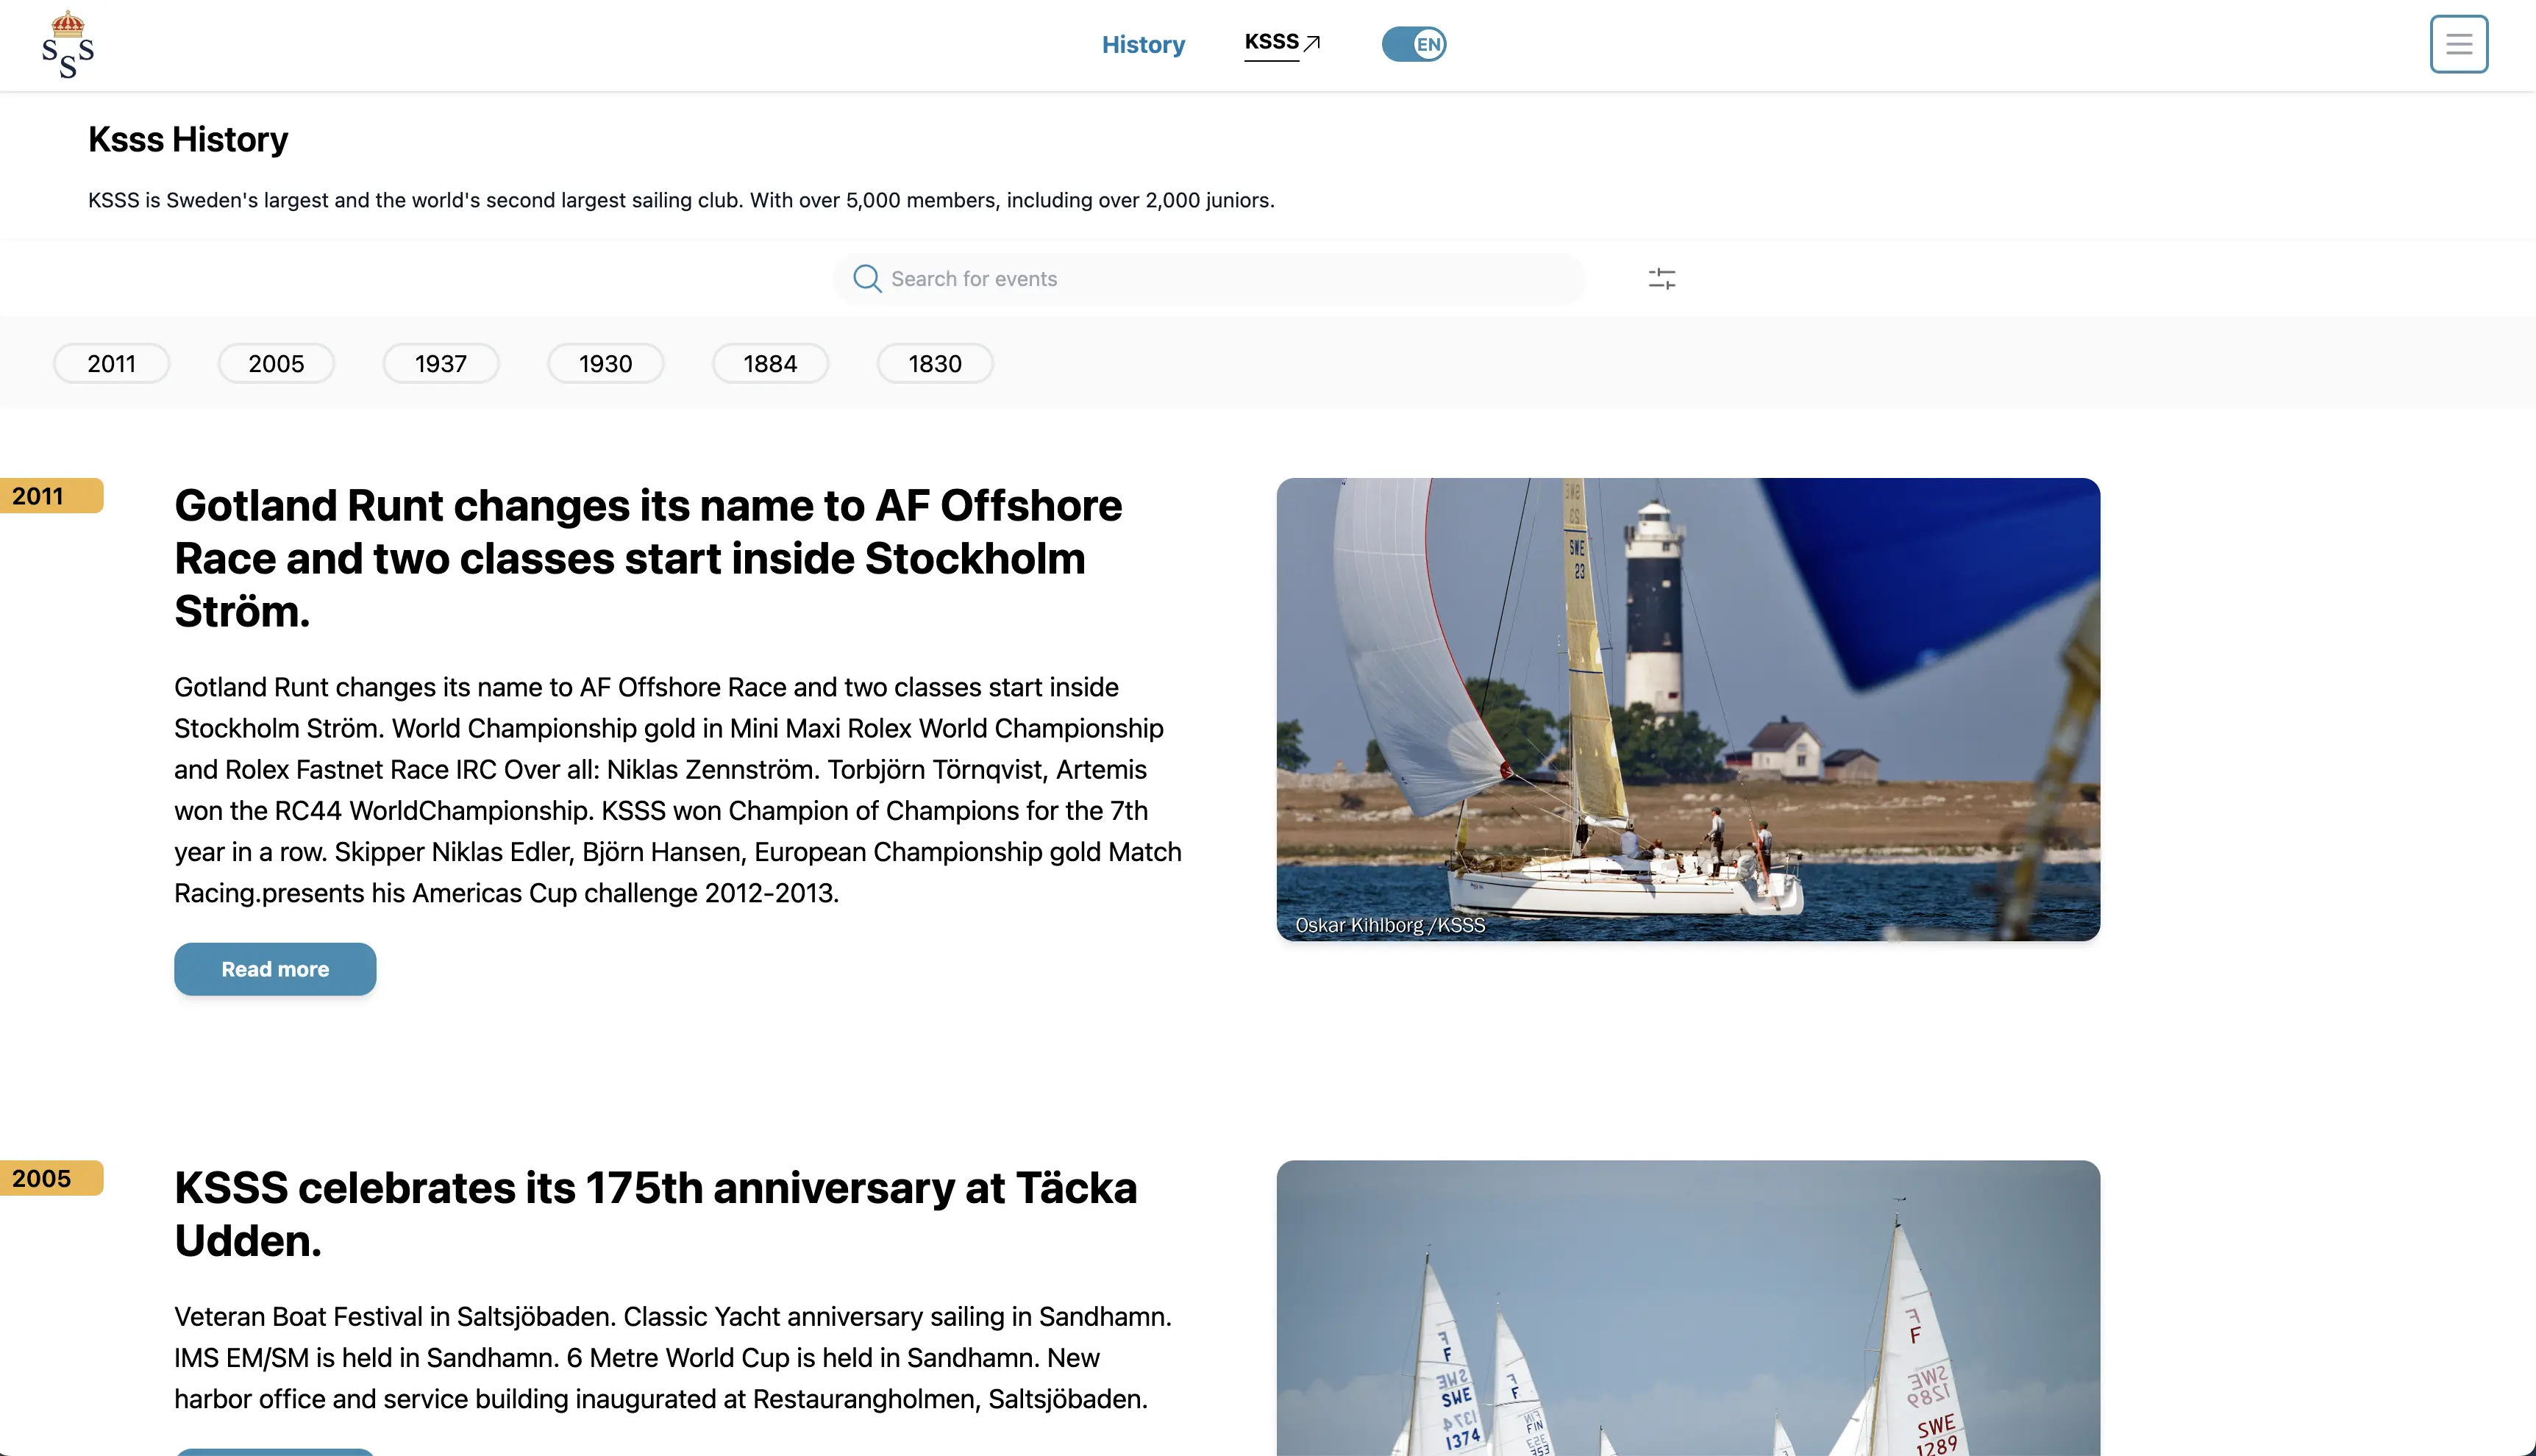 S S
S
History
KSSS
EN
Ksss History
KSSS is Sweden's largest and the world's second largest sailing club. With over 5,000 members, including over 2,000 juniors.
Search for events
2011 2005 1937 1930 1884 1830
2011
Gotland Runt changes its name to AF Offshore
Race and two classes start inside Stockholm
Ström.
Gotland Runt changes its name to AF Offshore Race and two classes start inside
Stockholm Ström. World Championship gold in Mini Maxi Rolex World Championship
and Rolex Fastnet Race IRC Over all: Niklas Zennström. Torbjörn Törnqvist, Artemis
won the RC44 WorldChampionship. KSSS won Champion of Champions for the 7th
year in a row. Skipper Niklas Edler, Björn Hansen, European Championship gold Match
Racing.presents his Americas Cup challenge 2012-2013.
Read more
SWE
23
Oskar Kihlborg /KSSS
2005
KSSS celebrates its 175th anniversary at Täcka
Udden.
Veteran Boat Festival in Saltsjöbaden. Classic Yacht anniversary sailing in Sandhamn.
IMS EM/SM is held in Sandhamn. 6 Metre World Cup is held in Sandhamn. New
harbor office and service building inaugurated at Restaurangholmen, Saltsjöbaden.
F
SWE
1374
F
FIN
F
SWE
1289